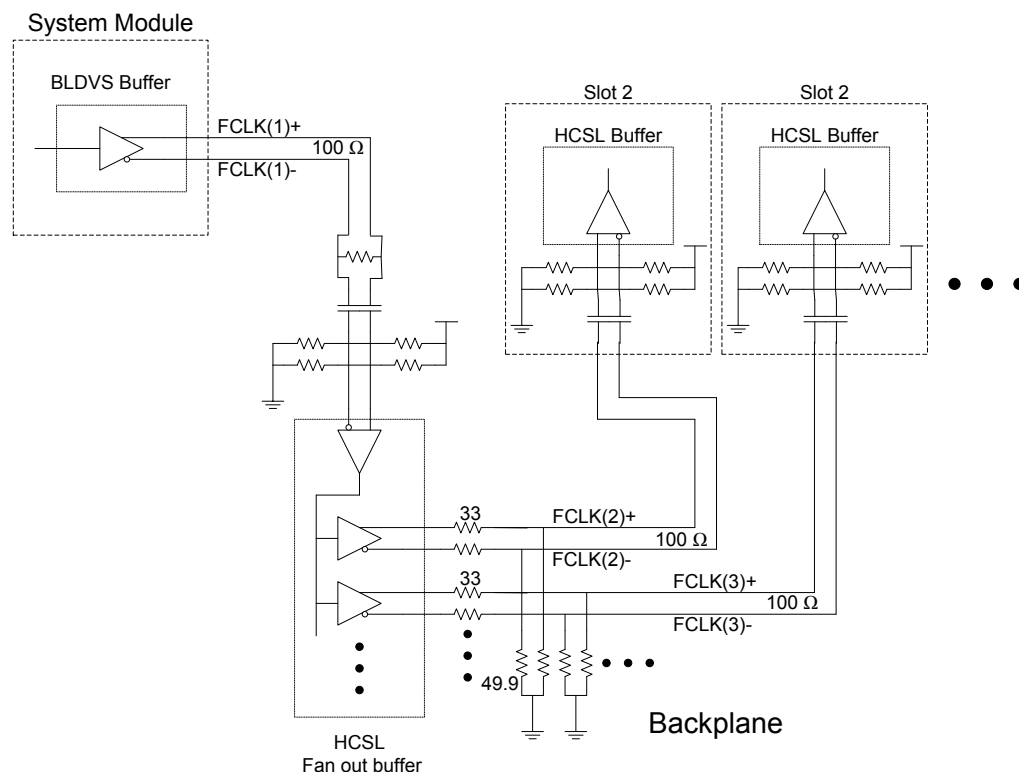 System Module
BLDVS Buffer
FCLK(1)+
100 Ω
FCLK(1)-
Slot 2
HCSL Buffer
Slot 2
HCSL Buffer
33
FCLK(2)+
100 Ω
FCLK(2)-
33
FCLK(3)+
100 Ω
FCLK(3)-
49.9
Backplane
HCSL
Fan out buffer